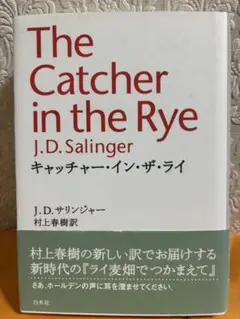 The
Catcher
in the Rye
J.D. Salinger
キャッチャー・イン・ザ・ライ
J.D.サリンジャー
村上春樹訳
村上春樹の新しい訳でお届けする
新時代の『ライ麦畑でつかまえて』
さあ、ホールデンの声に耳を澄ませてください。
白水社